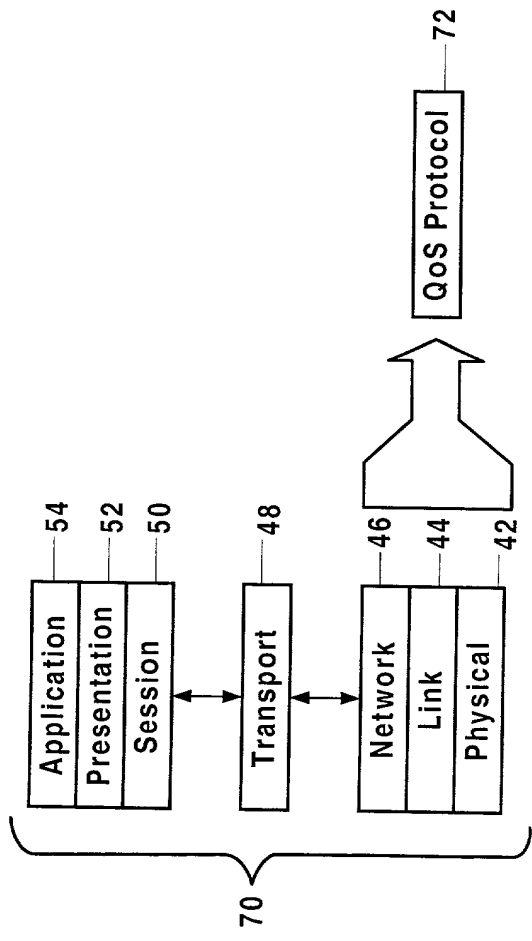 70
Application
54
Presentation
52
Session
50
Transport
48
Network
46
Link
44
Physical
42
QoS Protocol
72